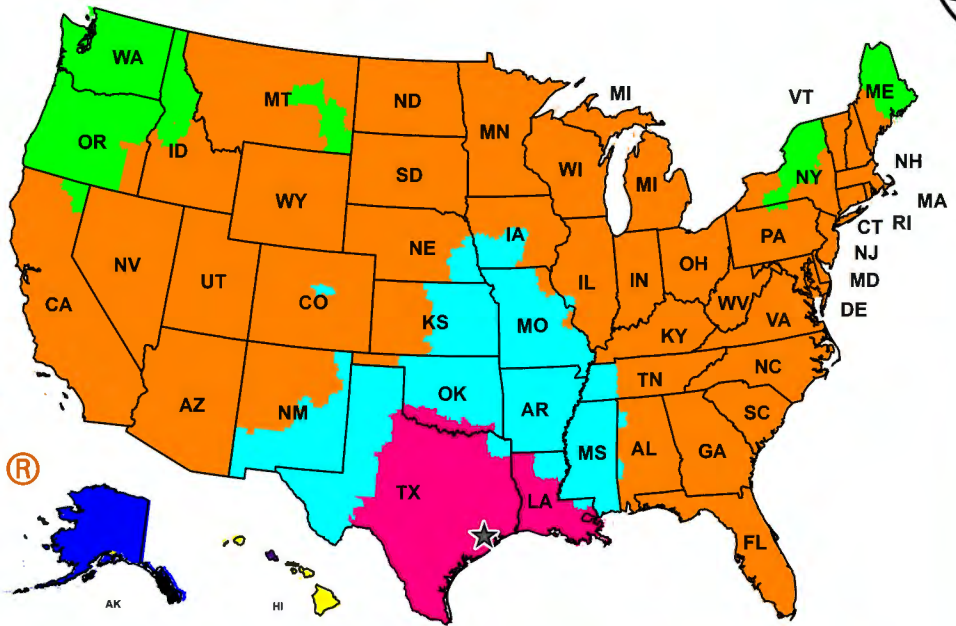 WA
MT
ND
MN
MI
VT
ME
OR
ID
SD
WI
MI
NY
NH
WY
MA
NE
IA
PA
CT
RI
NV
UT
CO
IL
IN
OH
NJ
MD
CA
KS
MO
WV
VA
DE
KY
AZ
NM
OK
AR
TN
NC
SC
MS
AL
GA
®
TX
LA
FL
AK
HI